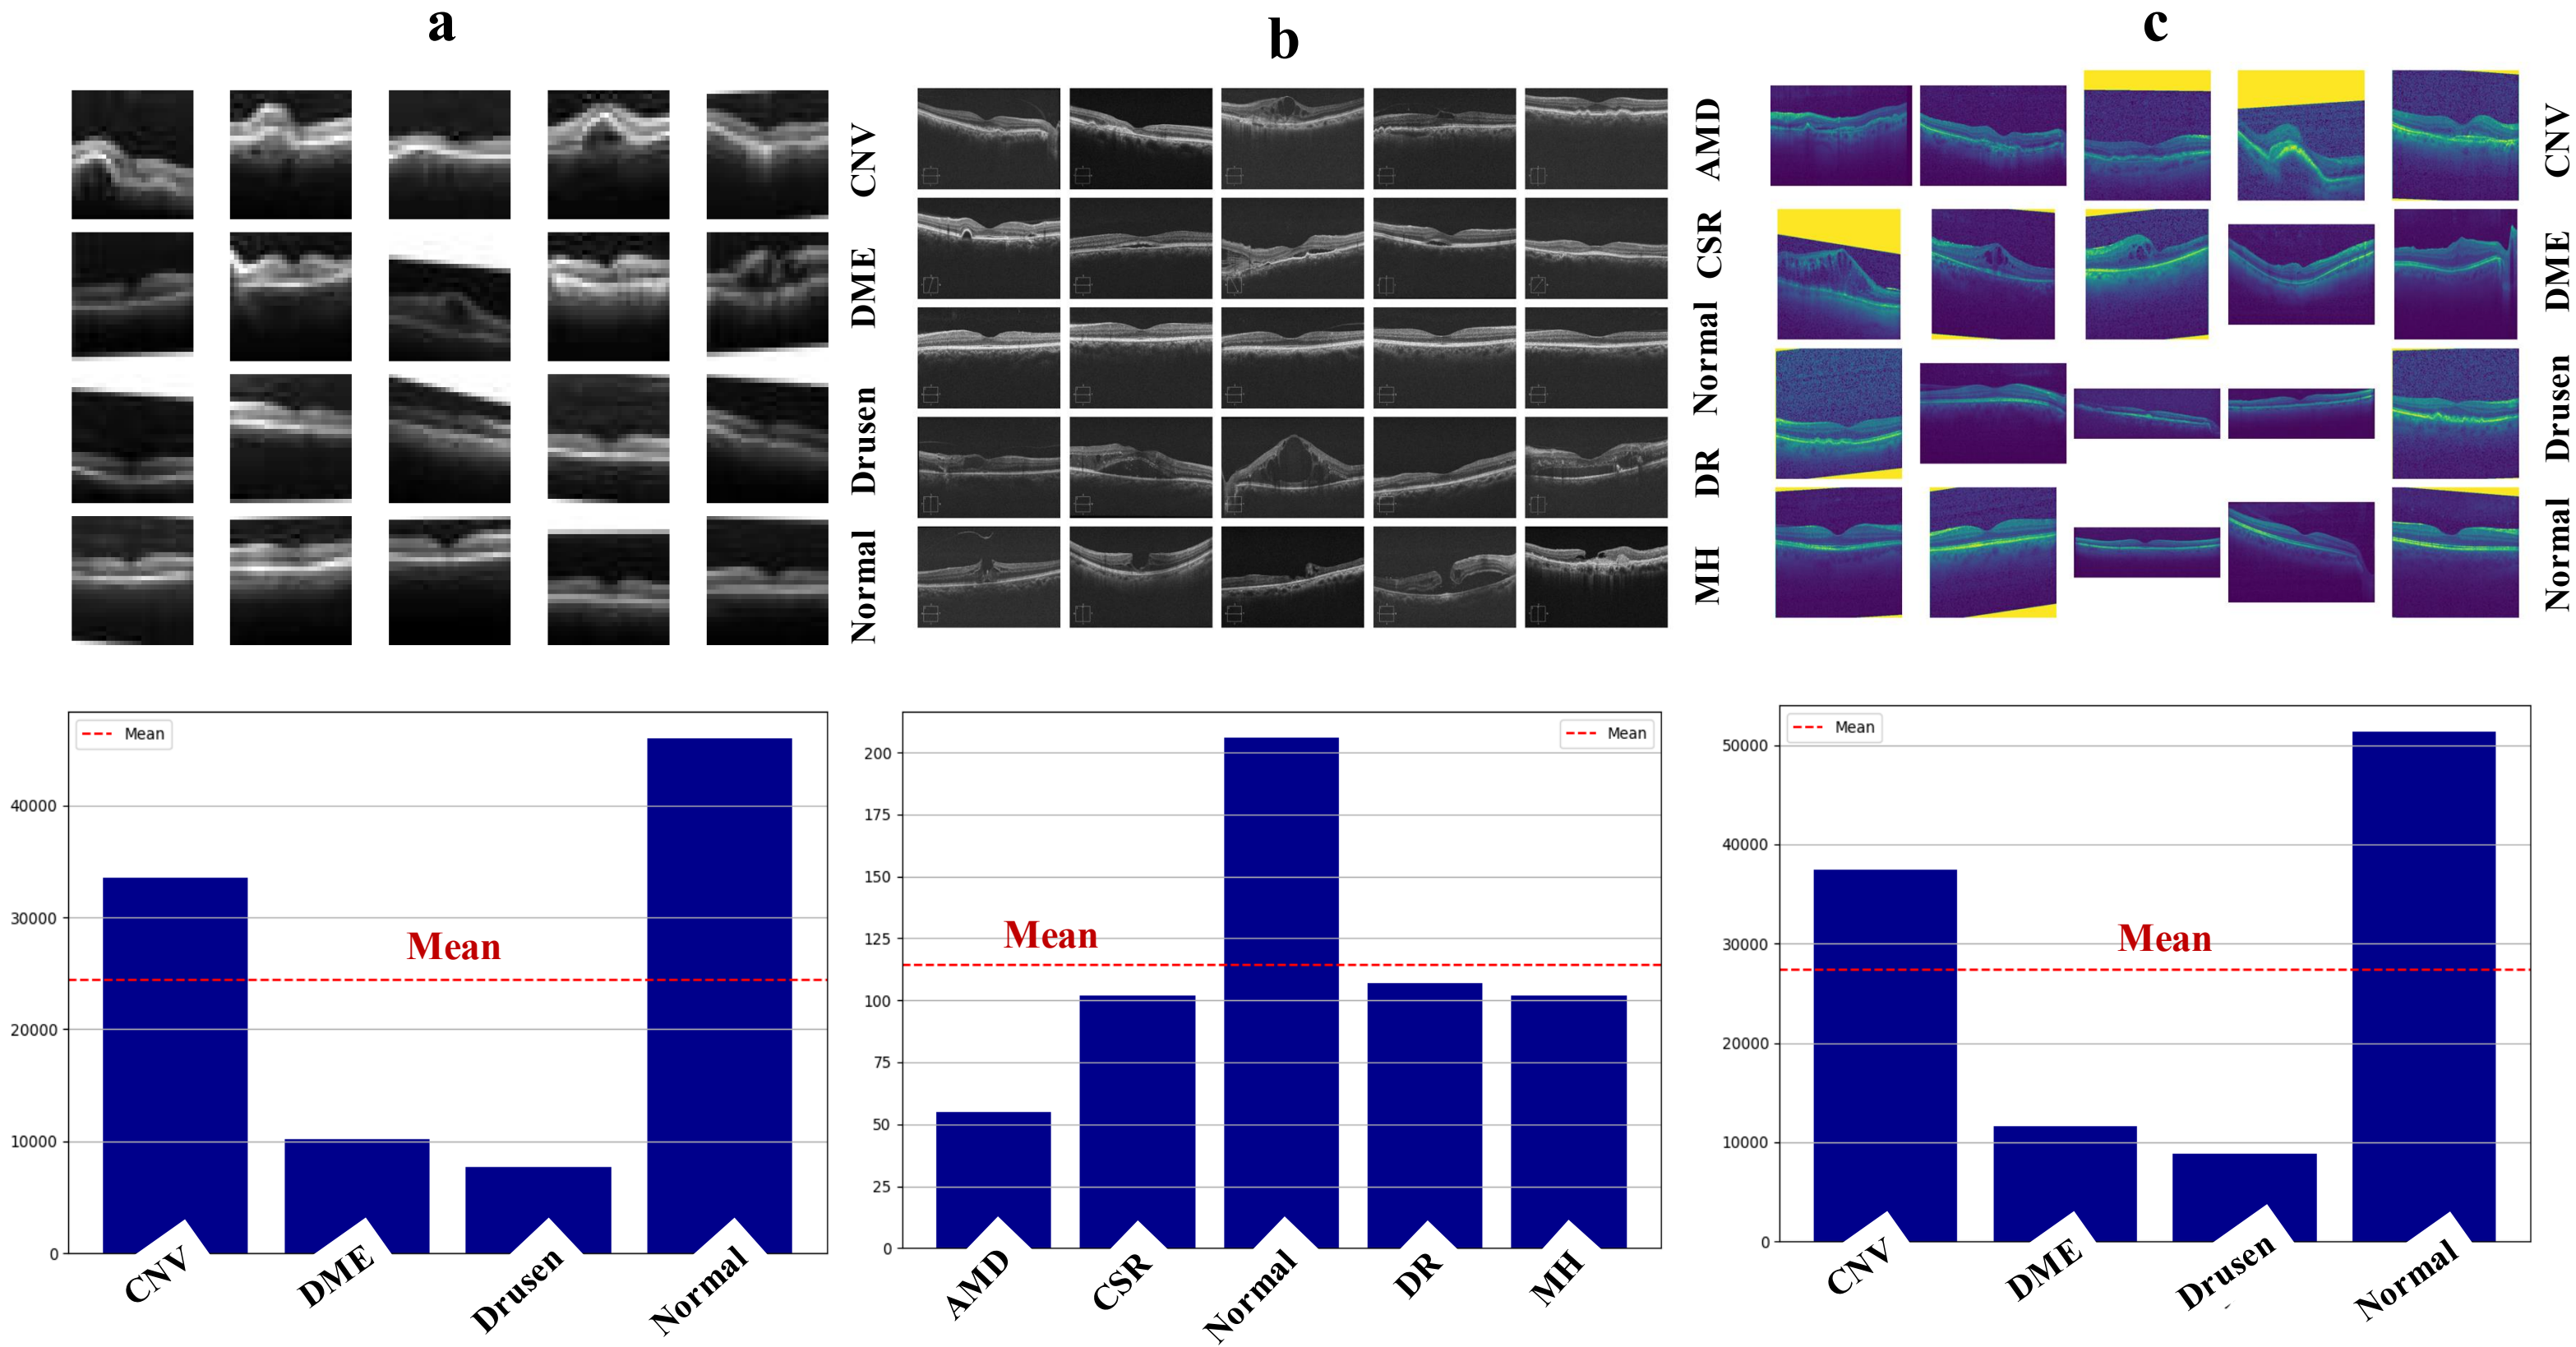 a
b
c
CNV
DME
Drusen
Normal
AMD
CSR
Normal
DR
MH
CNV
DME
Drusen
Normal
Mean
Mean
40000
30000
20000
10000
0
CNV
DME
Drusen
Normal
Mean
Mean
200
175
150
125
100
75
50
25
0
AMD
CSR
Normal
DR
MH
Mean
Mean
50000
40000
30000
20000
10000
0
CNV
DME
Drusen
Normal